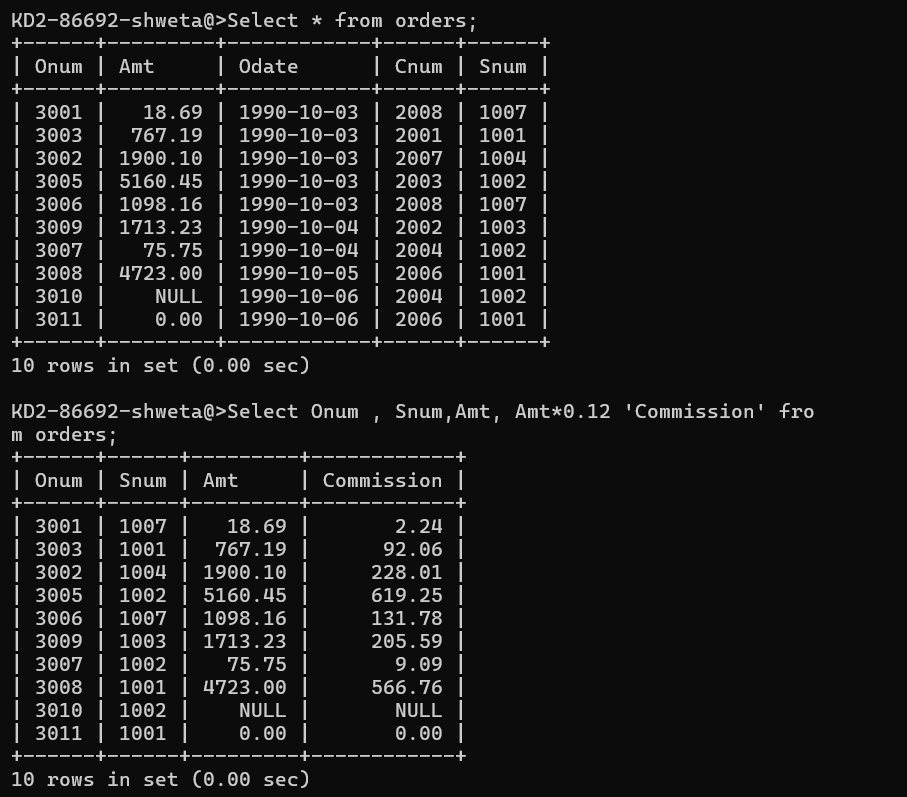 KD2-86692-shweta@>Select * from orders;
+------+---------+------------+------+------+
| Onum | Amt     | Odate      | Cnum | Snum |
+------+---------+------------+------+------+
| 3001 |   18.69 | 1990-10-03 | 2008 | 1007 |
| 3003 |  767.19 | 1990-10-03 | 2001 | 1001 |
| 3002 | 1900.10 | 1990-10-03 | 2007 | 1004 |
| 3005 | 5160.45 | 1990-10-03 | 2003 | 1002 |
| 3006 | 1098.16 | 1990-10-03 | 2008 | 1007 |
| 3009 | 1713.23 | 1990-10-04 | 2002 | 1003 |
| 3007 |   75.75 | 1990-10-04 | 2004 | 1002 |
| 3008 | 4723.00 | 1990-10-05 | 2006 | 1001 |
| 3010 |    NULL | 1990-10-06 | 2004 | 1002 |
| 3011 |    0.00 | 1990-10-06 | 2006 | 1001 |
+------+---------+------------+------+------+
10 rows in set (0.00 sec)

KD2-86692-shweta@>Select Onum , Snum,Amt, Amt*0.12 'Commission' fro
m orders;
+------+------+---------+------------+
| Onum | Snum | Amt     | Commission |
+------+------+---------+------------+
| 3001 | 1007 |   18.69 |       2.24 |
| 3003 | 1001 |  767.19 |      92.06 |
| 3002 | 1004 | 1900.10 |     228.01 |
| 3005 | 1002 | 5160.45 |     619.25 |
| 3006 | 1007 | 1098.16 |     131.78 |
| 3009 | 1003 | 1713.23 |     205.59 |
| 3007 | 1002 |   75.75 |       9.09 |
| 3008 | 1001 | 4723.00 |     566.76 |
| 3010 | 1002 |    NULL |       NULL |
| 3011 | 1001 |    0.00 |       0.00 |
+------+------+---------+------------+
10 rows in set (0.00 sec)